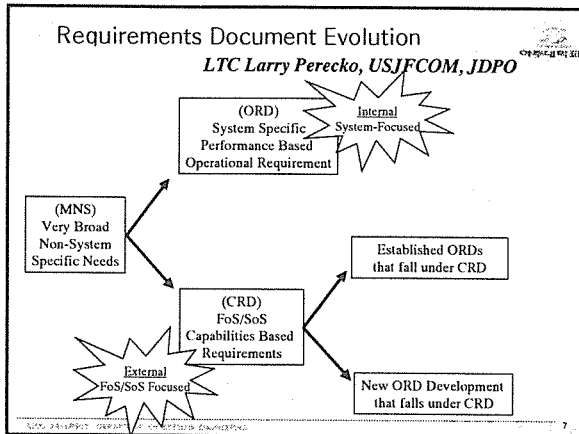 Requirements Document Evolution
LTC Larry Perecko, USJFCOM, JDPO
(ORD)
System Specific
Performance Based
Operational Requirement
Internal
System-Focused
(MNS)
Very Broad
Non-System
Specific Needs
Established ORDs
that fall under CRD
(CRD)
FoS/SoS
Capabilities Based
Requirements
External
FoS/SoS Focused
New ORD Development
that falls under CRD
7